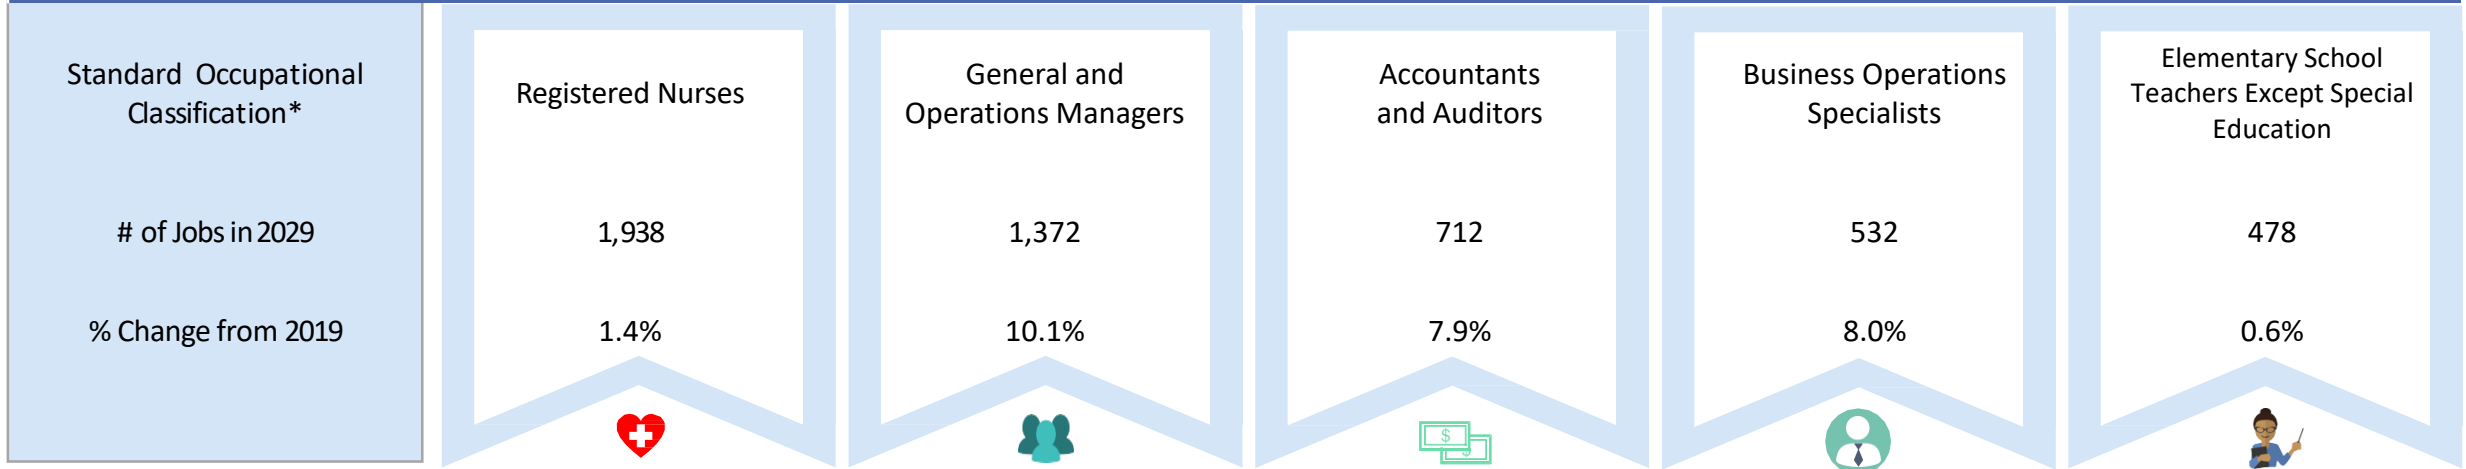 Standard Occupational
Classification*
Registered Nurses
General and
Operations Managers
Accountants
and Auditors
Business Operations
Specialists
Elementary School
Teachers Except Special
Education
# of Jobs in 2029
1,938
1,372
712
532
478
% Change from 2019
1.4%
10.1%
7.9%
8.0%
0.6%
$
$